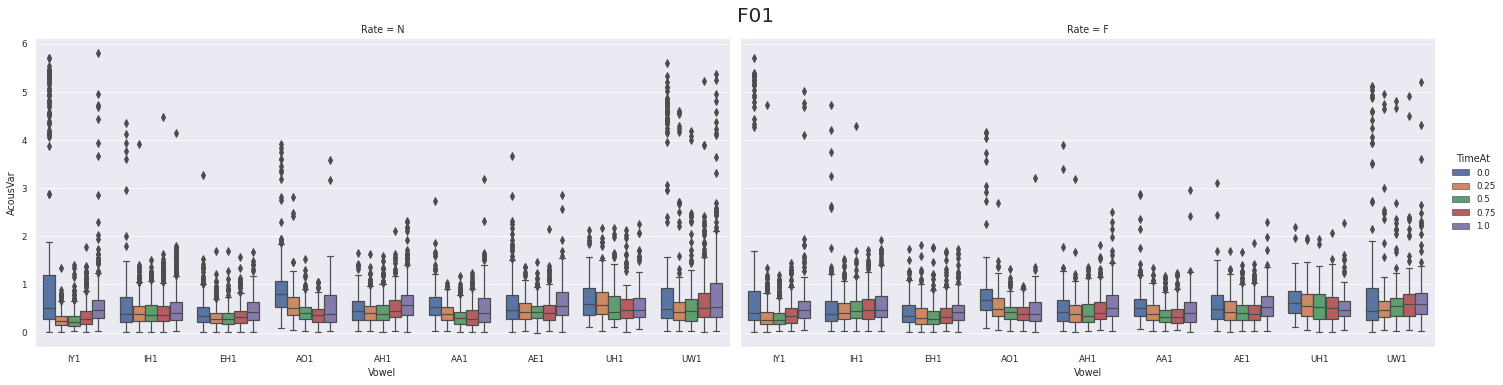 F01
Rate = N
Rate = F
6
5
4
3
2
1
0
AcousVar
IY1 IH1 EH1 AO1 AH1 AA1 AE1 UH1 UW1
IY1 IH1 EH1 AO1 AH1 AA1 AE1 UH1 UW1
Vowel
Vowel
TimeAt
0.0
0.25
0.5
0.75
1.0